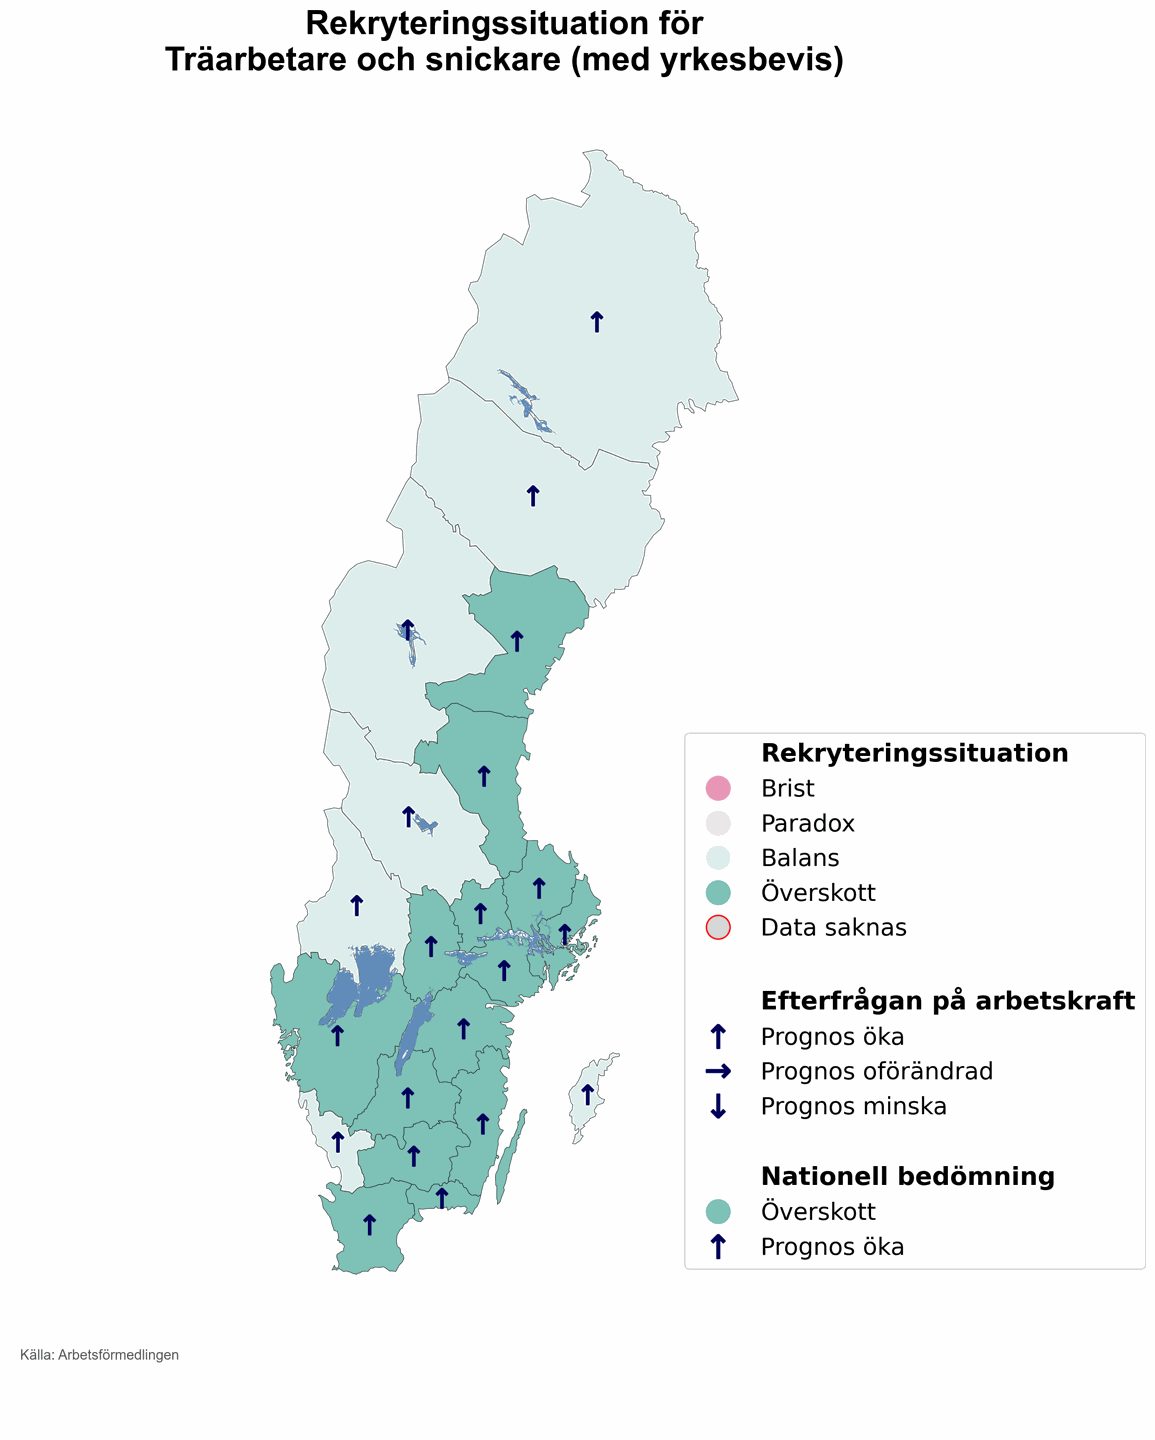 Rekryteringssituation för
Träarbetare och snickare (med yrkesbevis)
Rekryteringssituation
Brist
Paradox
Balans
Överskott
Data saknas
Efterfrågan på arbetskraft
Prognos öka
Prognos oförändrad
Prognos minska
Nationell bedömning
Överskott
Prognos öka
Källa: Arbetsförmedlingen